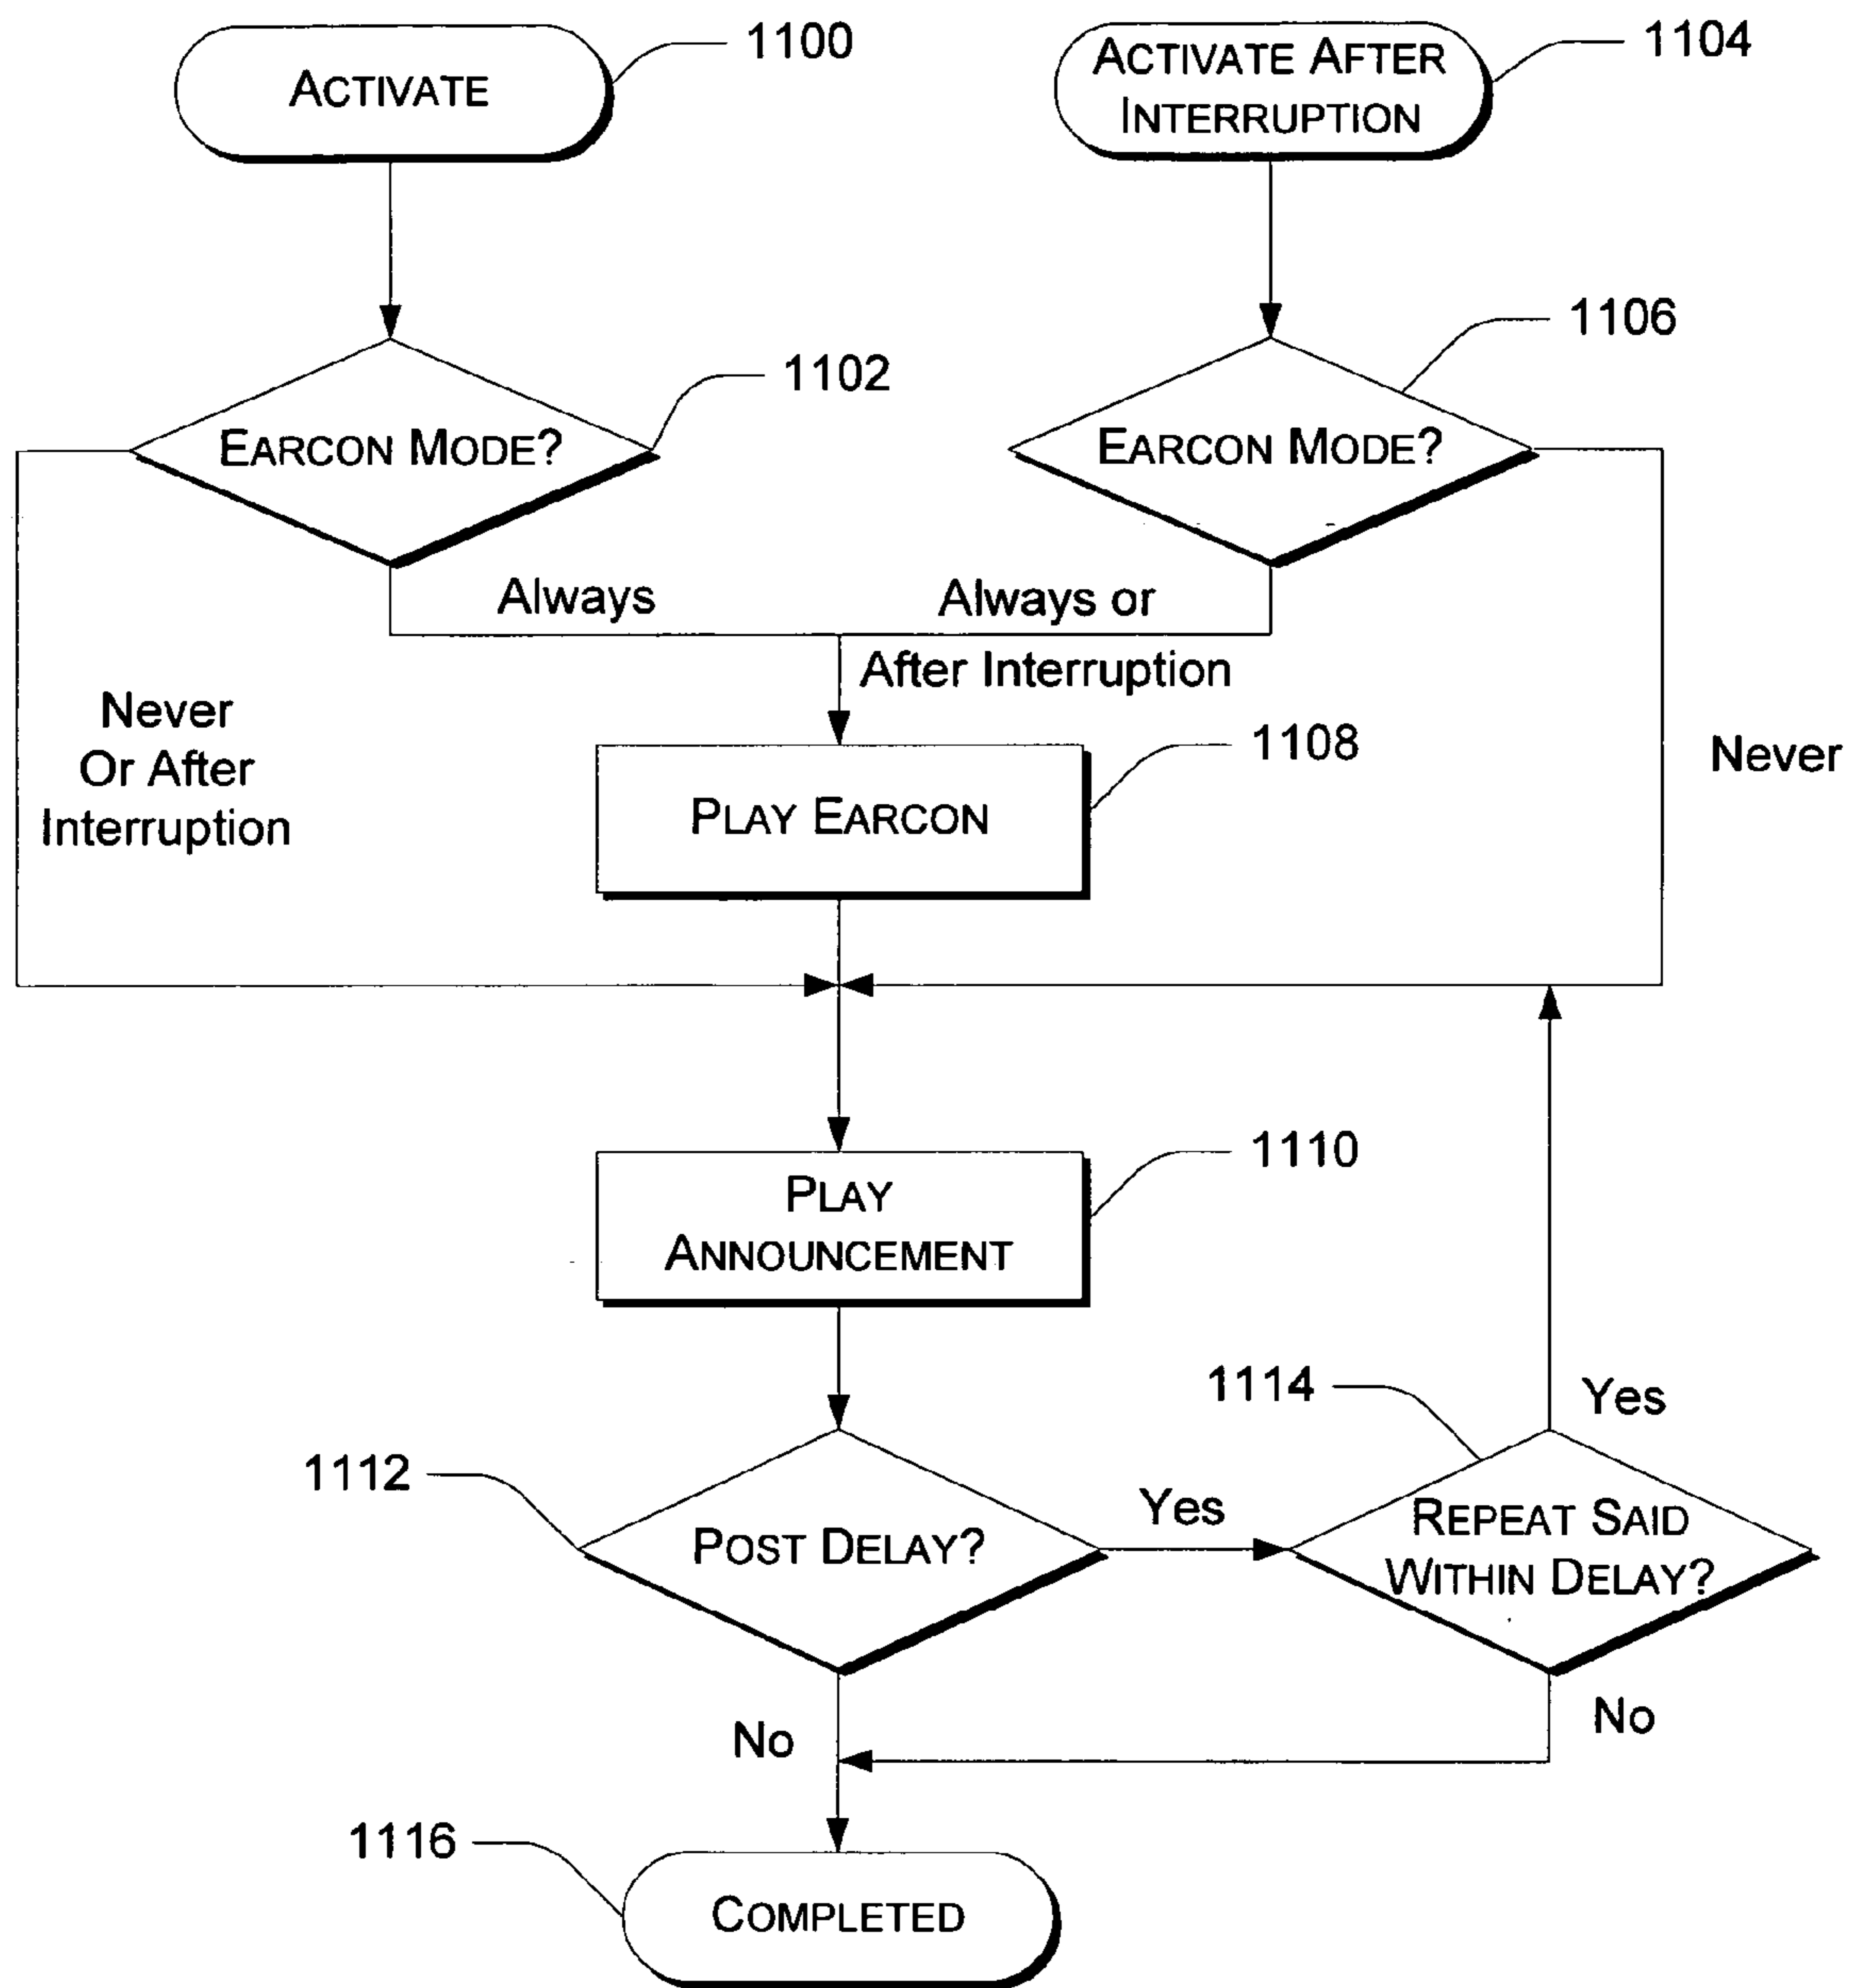 ACTIVATE
1100
ACTIVATE AFTER
INTERRUPTION
1104
EARCON MODE?
1102
EARCON MODE?
1106
Always
Always or
After Interruption
Never
Or After
Interruption
Never
PLAY EARCON
1108
PLAY
ANNOUNCEMENT
1110
1112
POST DELAY?
Yes
1114
Yes
REPEAT SAID
WITHIN DELAY?
No
No
1116
COMPLETED